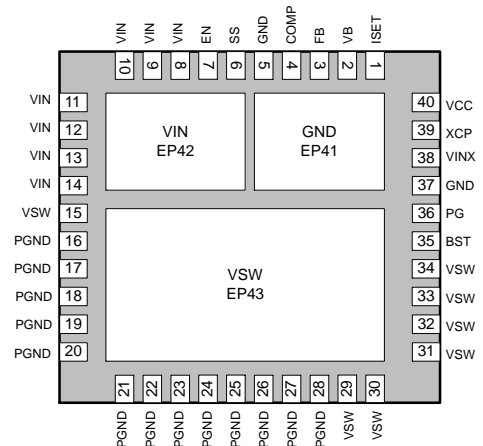 VIN VIN VIN EN SS GND COMP FB VB ISET
10 9 8 7 6 5 4 3 2 1
VIN 11
VIN 12
VIN 13
VIN 14
VSW 15
PGND 16
PGND 17
PGND 18
PGND 19
PGND 20
VIN
EP42
GND
EP41
VSW
EP43
40 VCC
39 XCP
38 VINX
37 GND
36 PG
35 BST
34 VSW
33 VSW
32 VSW
31 VSW
21 22 23 24 25 26 27 28 29 30
PGND PGND PGND PGND PGND PGND PGND PGND VSW VSW